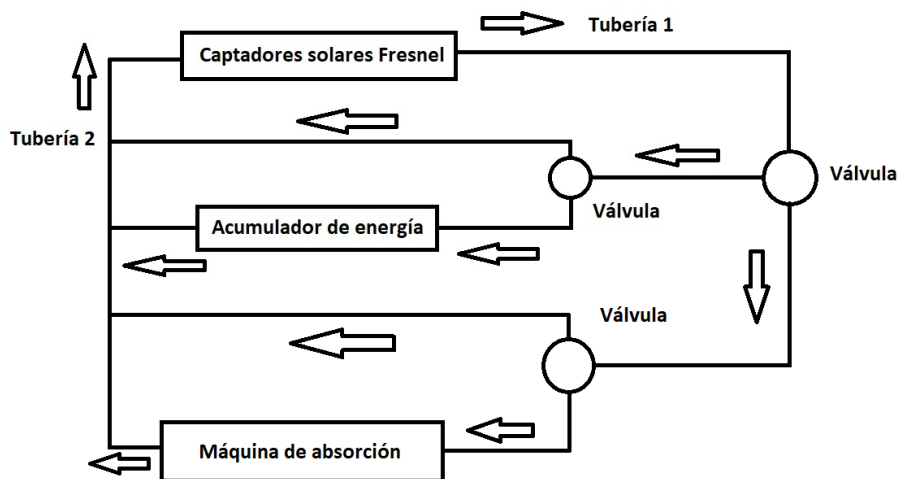 Tubería 1
Captadores solares Fresnel
Tubería 2
Válvula
Válvula
Acumulador de energía
Válvula
Máquina de absorción